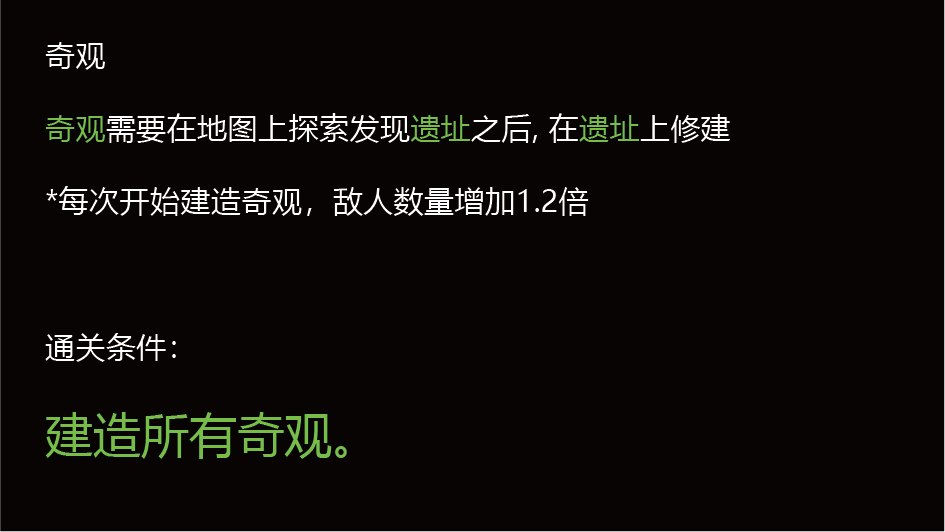 奇观
奇观需要在地图上探索发现遗址之后, 在遗址上修建
*每次开始建造奇观，敌人数量增加1.2倍
通关条件：
建造所有奇观。